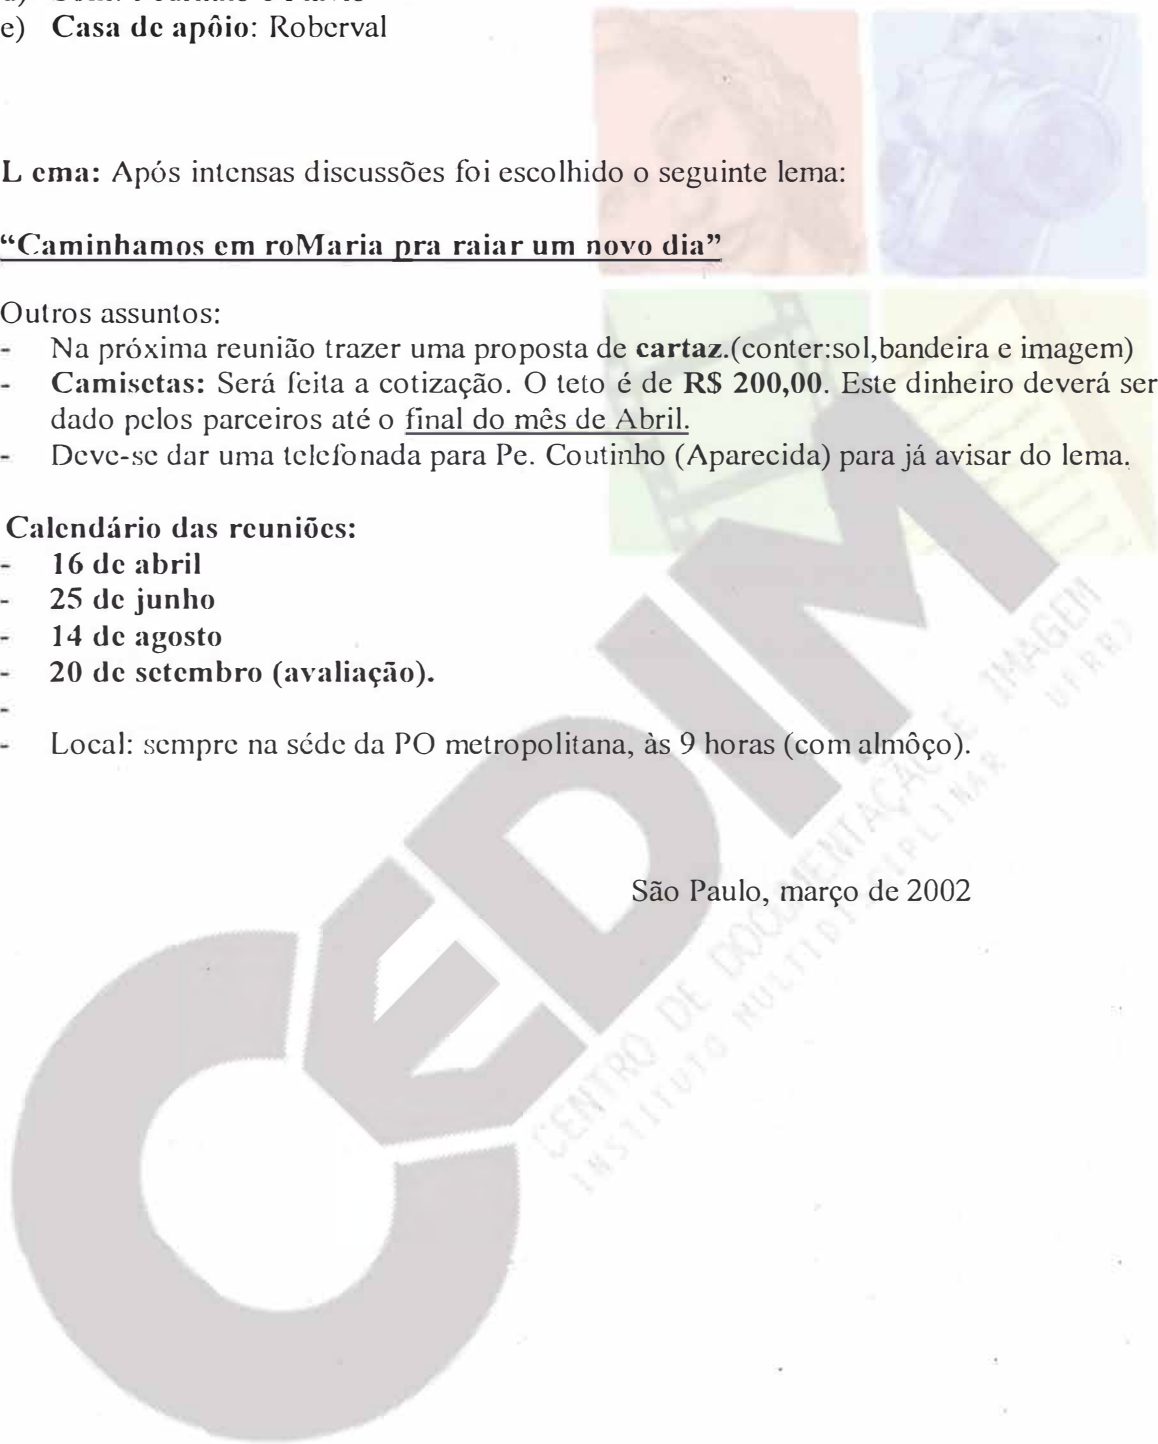 e) Casa de apôio: Roberval
L ema: Após intensas discussões foi escolhido o seguinte lema:
“Caminhamos em roMaria pra raiar um novo dia”
Outros assuntos:
- Na próxima reunião trazer uma proposta de cartaz.(conter:sol,bandeira e imagem)
- Camisetas: Será feita a cotização. O teto é de R$ 200,00. Este dinheiro deverá ser
dado pelos parceiros até o final do mês de Abril.
- Deve-se dar uma telefonada para Pe. Coutinho (Aparecida) para já avisar do lema.
Calendário das reuniões:
- 16 de abril
- 25 de junho
- 14 de agosto
- 20 de setembro (avaliação).
-
- Local: sempre na séde da PO metropolitana, às 9 horas (com almôço).
São Paulo, março de 2002
CEDIM
CENTRO DE DOCUMENTAÇÃO E IMAGEM
INSTITUTO MULTIDISCIPLINAR - UFRRJ